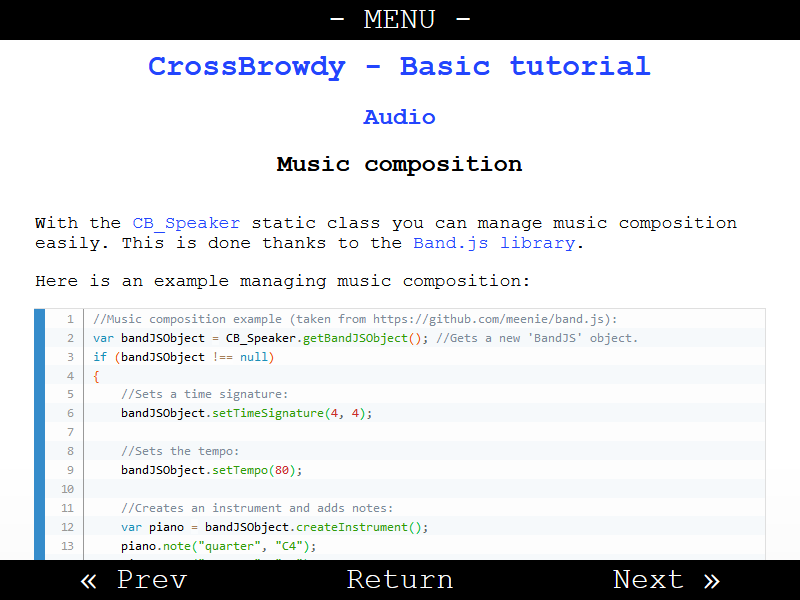 - MENU -
CrossBrowdy - Basic tutorial
Audio
Music composition
With the CB_Speaker static class you can manage music composition
easily. This is done thanks to the Band.js library.
Here is an example managing music composition:
1 //Music composition example (taken from https://github.com/meenie/band.js):
2 var bandJSObject = CB_Speaker.getBandJSObject(); //Gets a new 'BandJS' object.
3 if (bandJSObject !== null)
4 {
5 //Sets a time signature:
6 bandJSObject.setTimeSignature(4, 4);
7
8 //Sets the tempo:
9 bandJSObject.setTempo(80);
10
11 //Creates an instrument and adds notes:
12 var piano = bandJSObject.createInstrument();
13 piano.note("quarter", "C4");
« Prev Return Next »